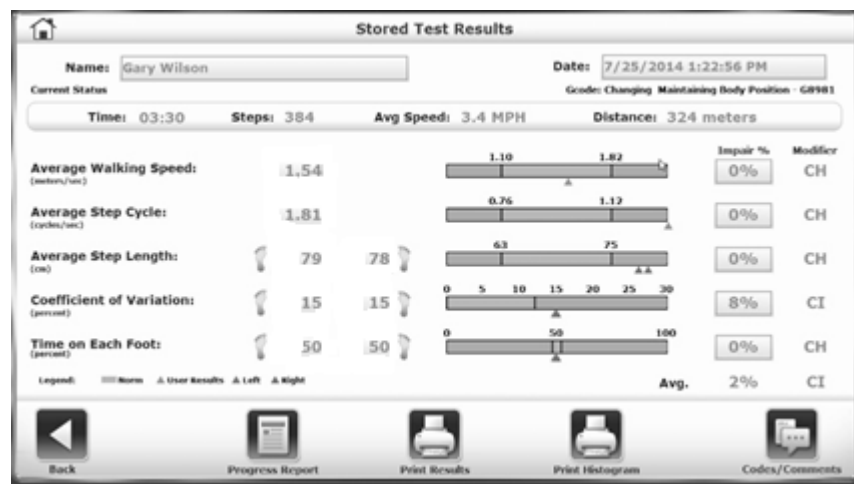 Stored Test Results
Name: Gary Wilson Date: 7/25/2014 1:22:56 PM
Current Status Gcode: Changing Maintaining Body Position - G8981
Time: 03:30 Steps: 384 Avg Speed: 3.4 MPH Distance: 324 meters
Impair % Modifier
Average Walking Speed: 1.54 1.10 1.82 0% CH
(meters/sec)
Average Step Cycle: 1.81 0.76 1.12 0% CH
(cycles/sec)
Average Step Length: 79 78 63 75 0% CH
(cm)
Coefficient of Variation: 15 15 0 5 10 15 20 25 30 8% CI
(percent)
Time on Each Foot: 50 50 0 50 100 0% CH
(percent)
Legend: Norm User Results Left Right Avg. 2% CI
Back Progress Report Print Results Print Histogram Codes/Comments